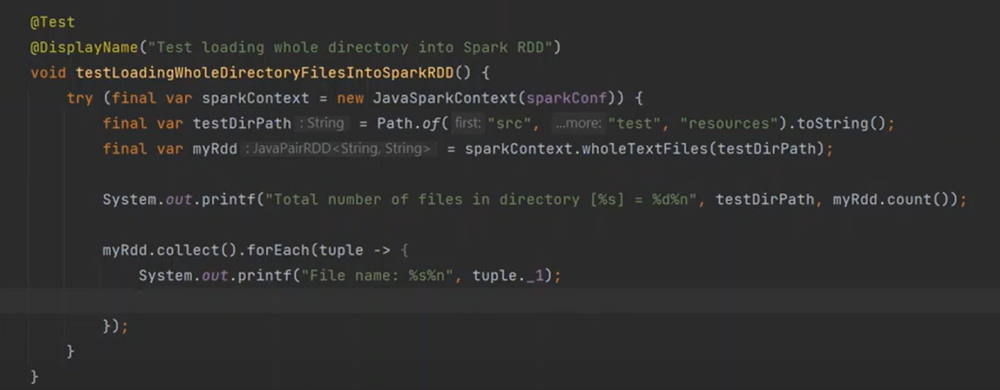 @Test
@DisplayName("Test loading whole directory into Spark RDD")
void testLoadingWholeDirectoryFilesIntoSparkRDD() {
try (final var sparkContext = new JavaSparkContext(sparkConf)) {
final var testDirPath : String = Path.of( first: "src", ...more: "test", "resources").toString();
final var myRdd : JavaPairRDD<String, String> = sparkContext.wholeTextFiles(testDirPath);
System.out.printf("Total number of files in directory [%s] = %d%n", testDirPath, myRdd.count());
myRdd.collect().forEach(tuple -> {
System.out.printf("File name: %s%n", tuple._1);
});
}
}